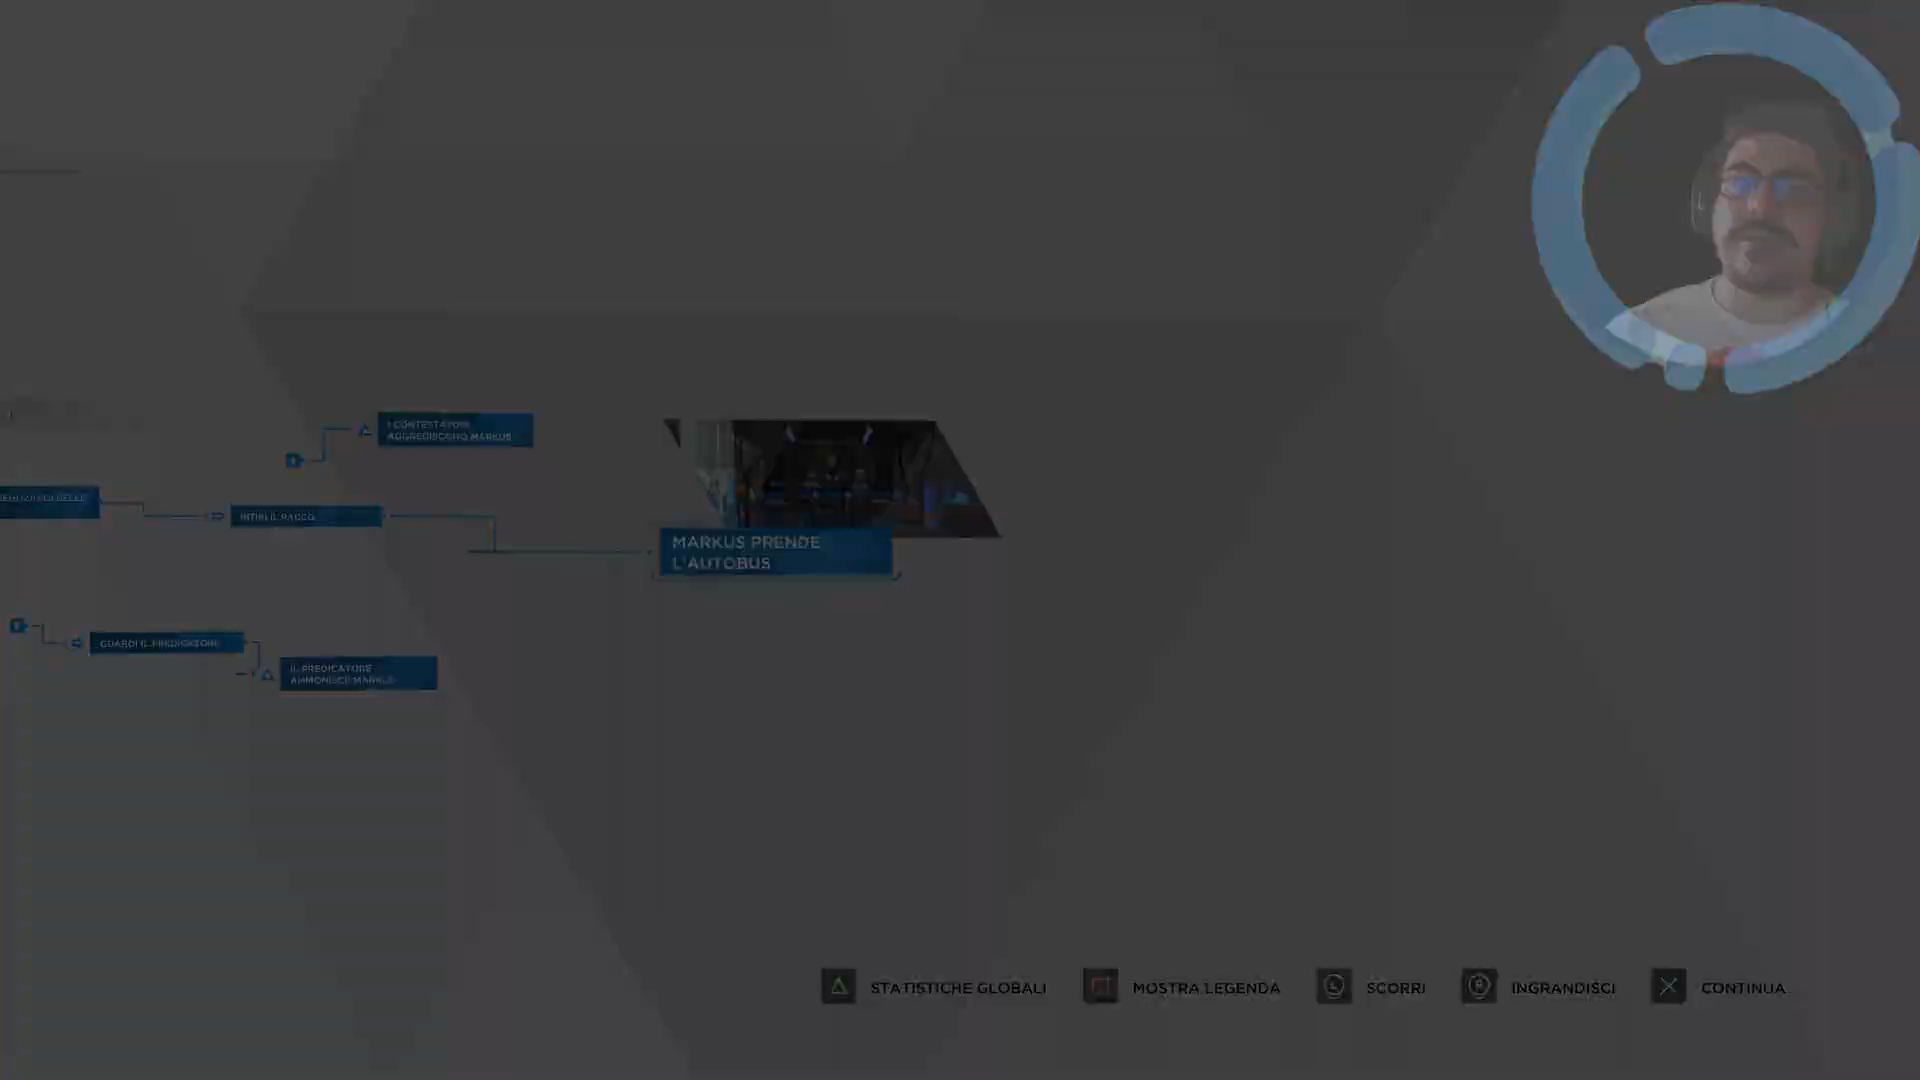 I CONTESTATORI
AGGREDISCONO MARKUS
RITIRI IL PACCO
MARKUS PRENDE
L'AUTOBUS
GUARDI IL PREDICATORE
IL PREDICATORE
AMMONISCE MARKUS
STATISTICHE GLOBALI
MOSTRA LEGENDA
SCORRI
INGRANDISCI
CONTINUA